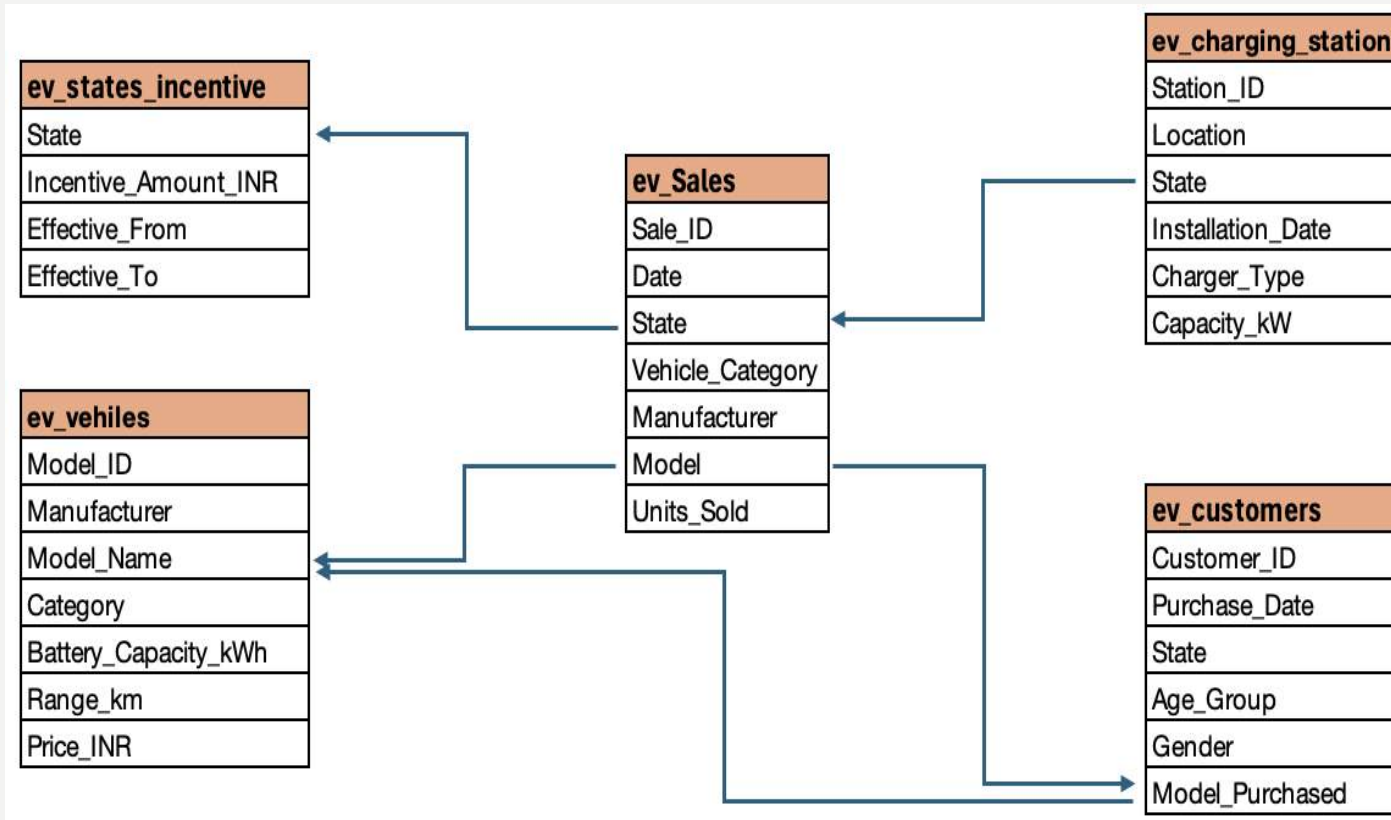 ev_states_incentive
State
Incentive_Amount_INR
Effective_From
Effective_To
ev_vehiles
Model_ID
Manufacturer
Model_Name
Category
Battery_Capacity_kWh
Range_km
Price_INR
ev_Sales
Sale_ID
Date
State
Vehicle_Category
Manufacturer
Model
Units_Sold
ev_charging_station
Station_ID
Location
State
Installation_Date
Charger_Type
Capacity_kW
ev_customers
Customer_ID
Purchase_Date
State
Age_Group
Gender
Model_Purchased